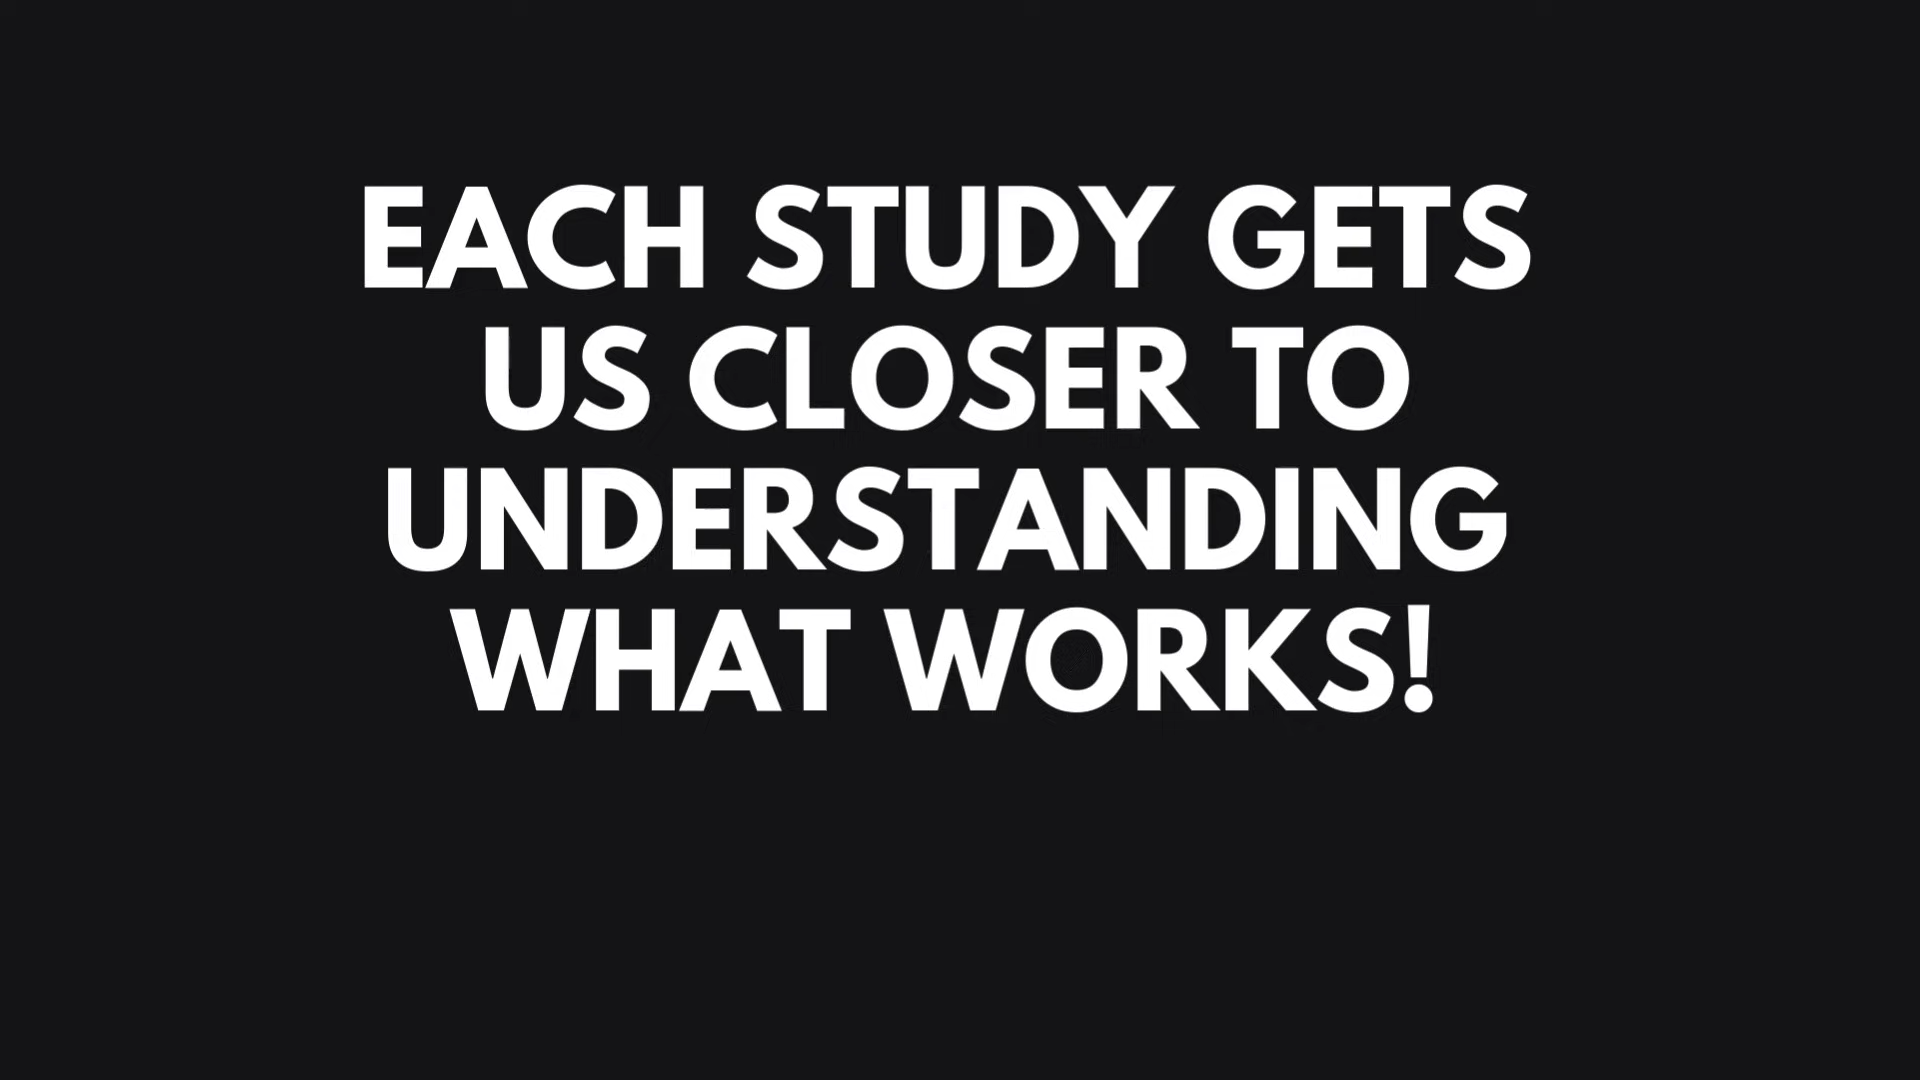 EACH STUDY GETS
US CLOSER TO
UNDERSTANDING
WHAT WORKS!